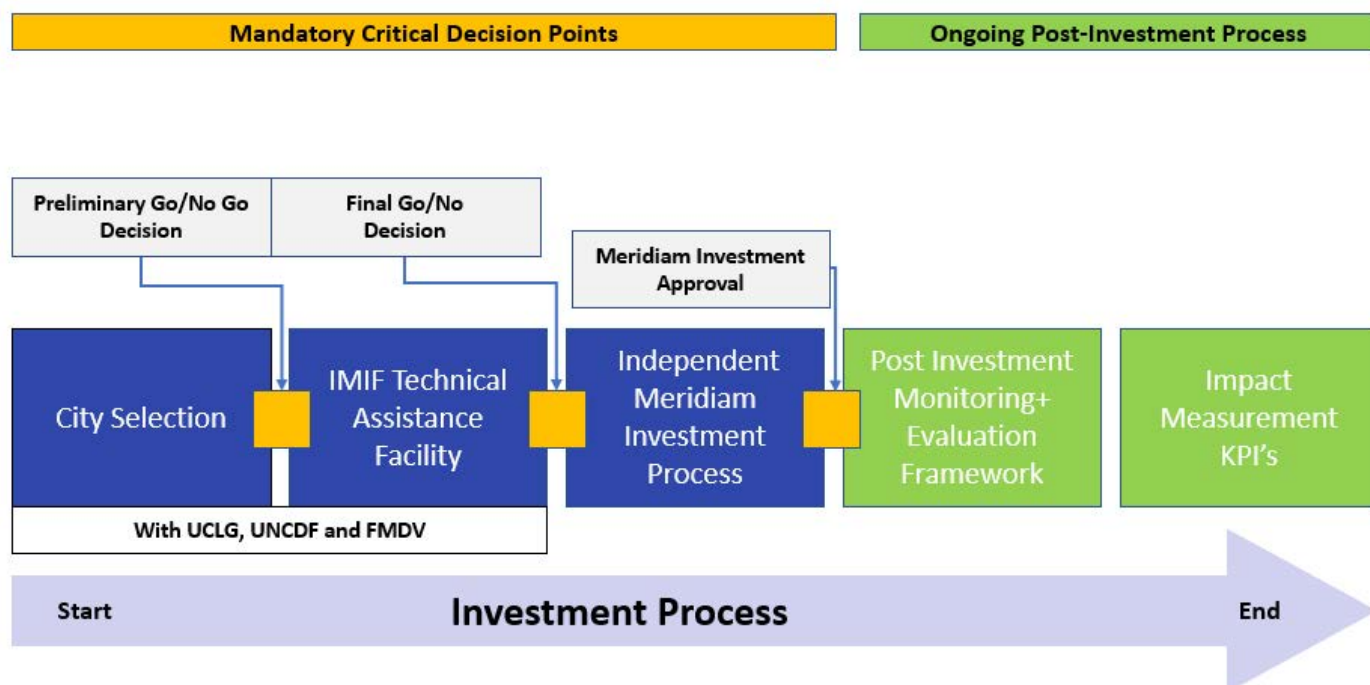 Mandatory Critical Decision Points
Ongoing Post-Investment Process
Preliminary Go/No Go
Decision
Final Go/No
Decision
Meridiam Investment
Approval
City Selection
IMIF Technical
Assistance
Facility
Independent
Meridiam
Investment
Process
Post Investment
Monitoring+
Evaluation
Framework
Impact
Measurement
KPI's
With UCLG, UNCDF and FMDV
Start
Investment Process
End